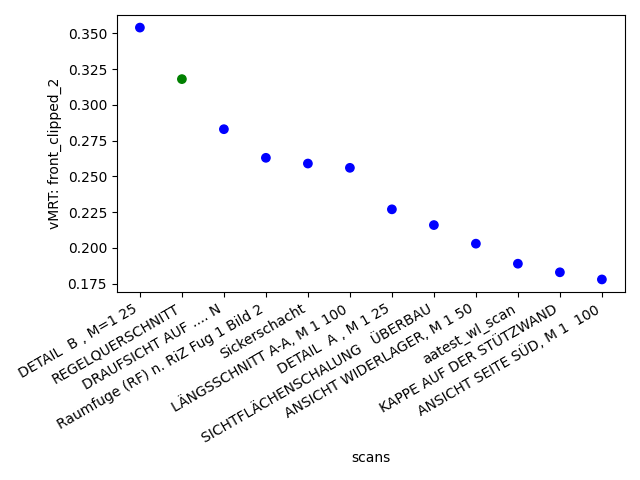 0.350
0.325
0.300
0.275
0.250
0.225
0.200
0.175
vMRT: front_clipped_2
DETAIL  B , M=1 25
REGELQUERSCHNITT
DRAUFSICHT AUF .... N
Raumfuge (RF) n. RiZ Fug 1 Bild 2
Sickerschacht
LÄNGSSCHNITT A-A, M 1 100
DETAIL  A , M 1 25
SICHTFLÄCHENSCHALUNG   ÜBERBAU
ANSICHT WIDERLAGER, M 1 50
aatest_wl_scan
KAPPE AUF DER STÜTZWAND
ANSICHT SEITE SÜD, M 1  100
scans